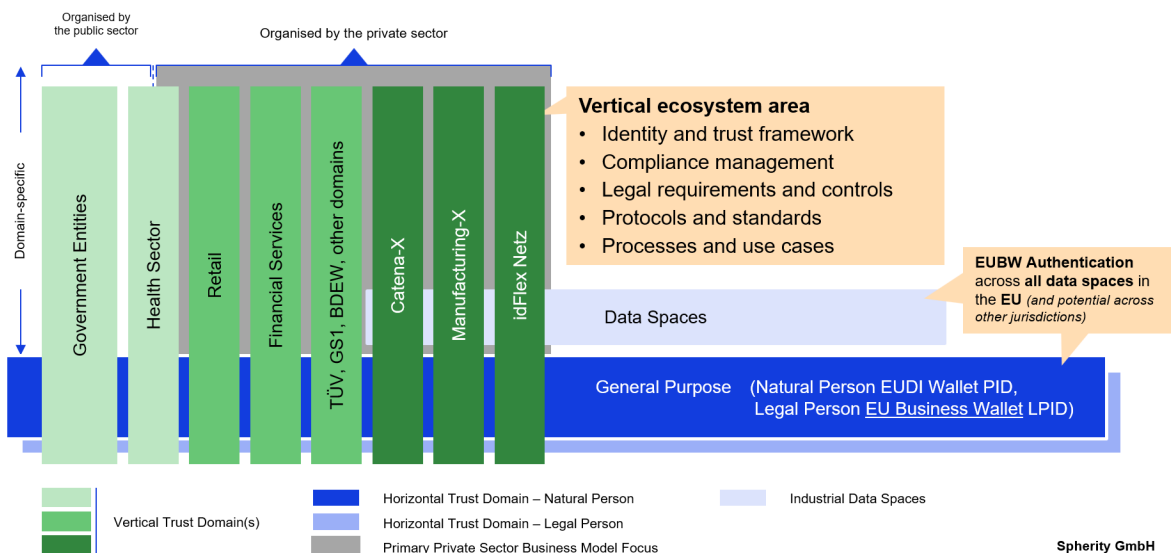 Organised by
the public sector
Organised by the private sector
Domain-specific
Government Entities
Health Sector
Retail
Financial Services
TÜV, GS1, BDEW, other domains
Catena-X
Manufacturing-X
idFlex Netz
Vertical ecosystem area
• Identity and trust framework
• Compliance management
• Legal requirements and controls
• Protocols and standards
• Processes and use cases
EUBW Authentication
across all data spaces in
the EU (and potential across
other jurisdictions)
Data Spaces
General Purpose (Natural Person EUDI Wallet PID,
Legal Person EU Business Wallet LPID)
Vertical Trust Domain(s)
Horizontal Trust Domain – Natural Person
Horizontal Trust Domain – Legal Person
Primary Private Sector Business Model Focus
Industrial Data Spaces
Spherity GmbH